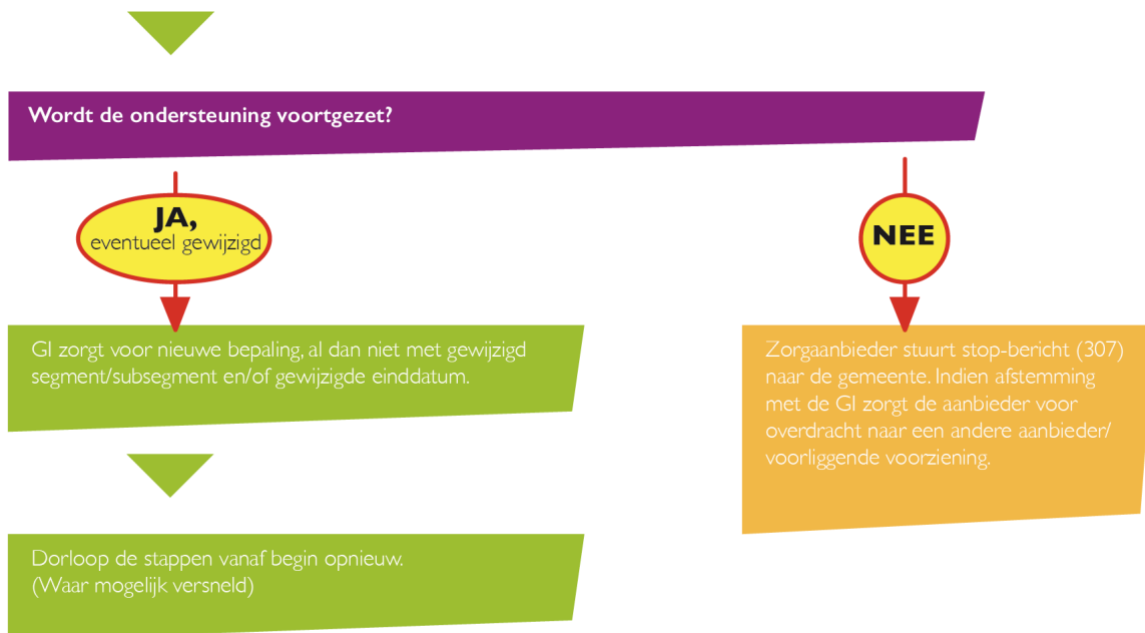 Wordt de ondersteuning voortgezet?
JA,
eventueel gewijzigd
NEE
GI zorgt voor nieuwe bepaling, al dan niet met gewijzigd
segment/subsegment en/of gewijzigde einddatum.
Zorgaanbieder stuurt stop-bericht (307)
naar de gemeente. Indien afstemming
met de GI zorgt de aanbieder voor
overdracht naar een andere aanbieder/
voorliggende voorziening.
Dorloop de stappen vanaf begin opnieuw.
(Waar mogelijk versneld)